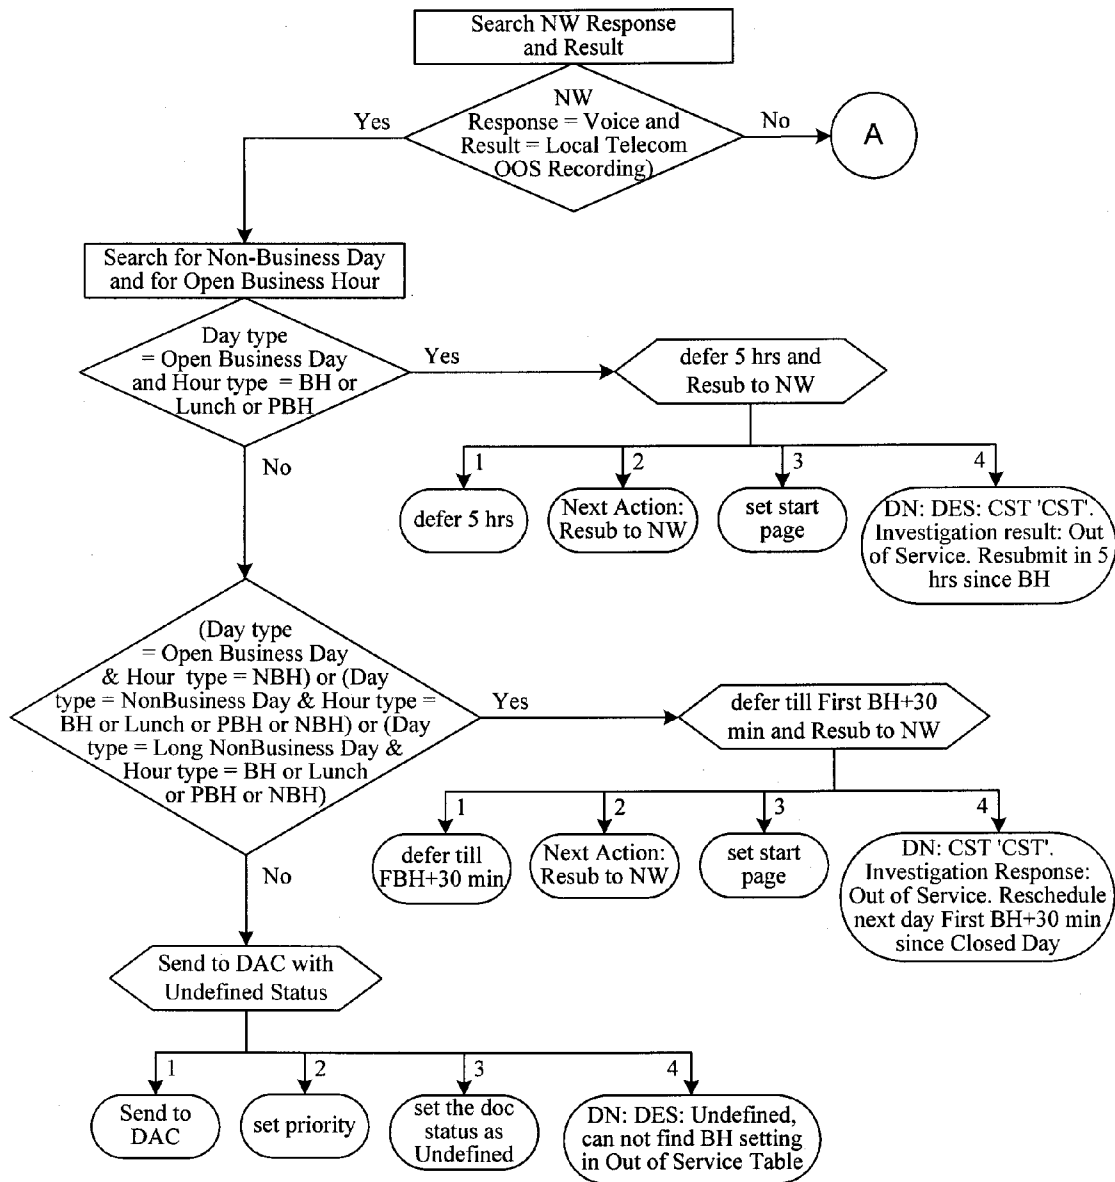 Search NW Response
and Result
NW
Response = Voice and
Result = Local Telecom
OOS Recording)
Yes
No
A
Search for Non-Business Day
and for Open Business Hour
Day type
= Open Business Day
and Hour type = BH or
Lunch or PBH
Yes
defer 5 hrs and
Resub to NW
No
1
2
3
4
defer 5 hrs
Next Action:
Resub to NW
set start
page
DN: DES: CST 'CST'.
Investigation result: Out
of Service. Resubmit in 5
hrs since BH
(Day type
= Open Business Day
& Hour type = NBH) or (Day
type = NonBusiness Day & Hour type =
BH or Lunch or PBH or NBH) or (Day
type = Long NonBusiness Day &
Hour type = BH or Lunch
or PBH or NBH)
Yes
defer till First BH+30
min and Resub to NW
1
2
3
4
defer till
FBH+30 min
Next Action:
Resub to NW
set start
page
DN: CST 'CST'.
Investigation Response:
Out of Service. Reschedule
next day First BH+30 min
since Closed Day
No
Send to DAC with
Undefined Status
1
2
3
4
Send to
DAC
set priority
set the doc
status as
Undefined
DN: DES: Undefined,
can not find BH setting
in Out of Service Table